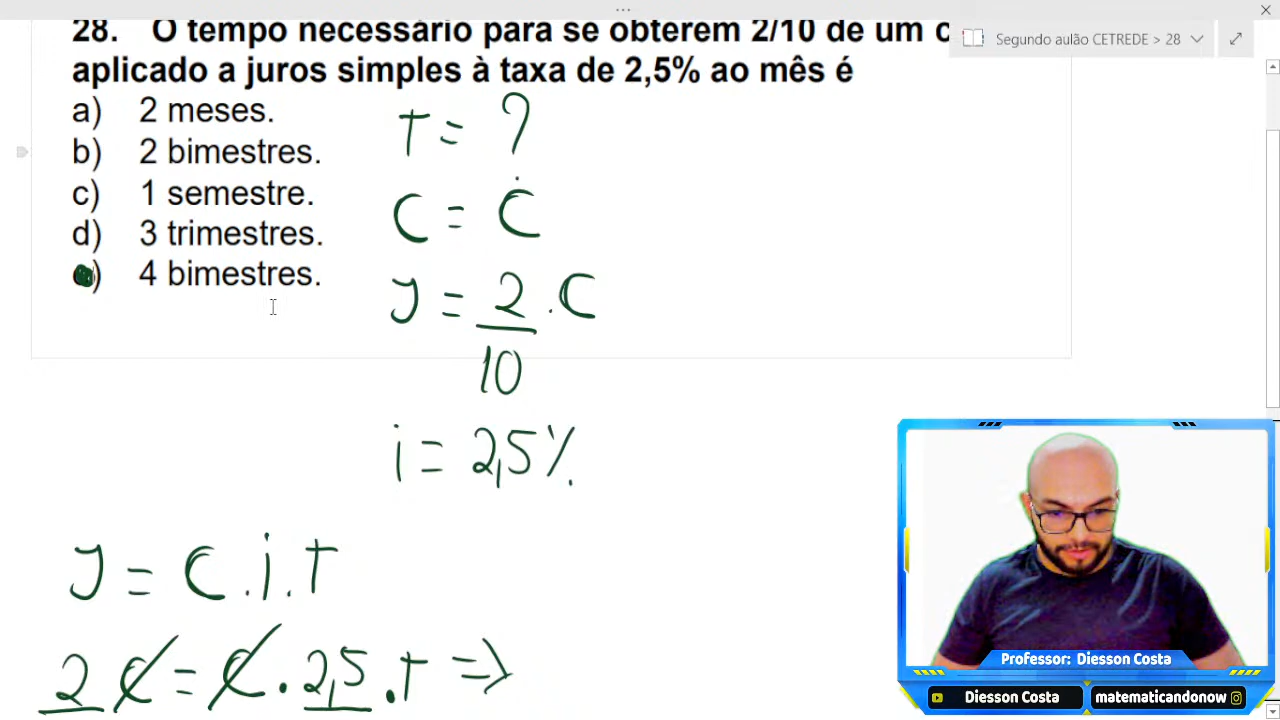 28. O tempo necessário para se obterem 2/10 de um c
aplicado a juros simples à taxa de 2,5% ao mês é
a) 2 meses.
b) 2 bimestres.
c) 1 semestre.
d) 3 trimestres.
) 4 bimestres.
T = ?
C = C
J = 2 . C
10
i = 2,5%
J = C . i . T
2 C = C . 2,5 . T =>
Segundo aulão CETREDE > 28
Professor: Diesson Costa
Diesson Costa
matematicandonow